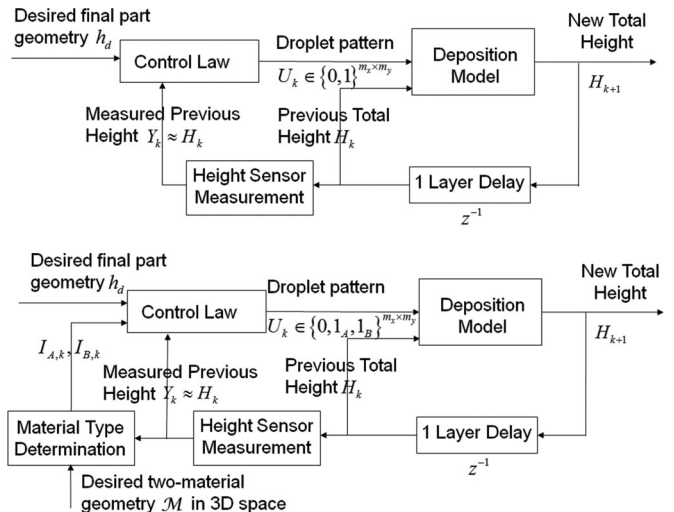 Desired final part
geometry h_d
Control Law
Droplet pattern
U_k ∈ {0,1}^{m_x×m_y}
Deposition
Model
New Total
Height
H_{k+1}
Measured Previous
Height Y_k ≈ H_k
Previous Total
Height H_k
Height Sensor
Measurement
1 Layer Delay
z^{-1}
Desired final part
geometry h_d
Control Law
Droplet pattern
U_k ∈ {0,1_A,1_B}^{m_x×m_y}
Deposition
Model
New Total
Height
H_{k+1}
I_{A,k}, I_{B,k}
Measured Previous
Height Y_k ≈ H_k
Previous Total
Height H_k
Material Type
Determination
Height Sensor
Measurement
1 Layer Delay
z^{-1}
Desired two-material
geometry ℳ in 3D space